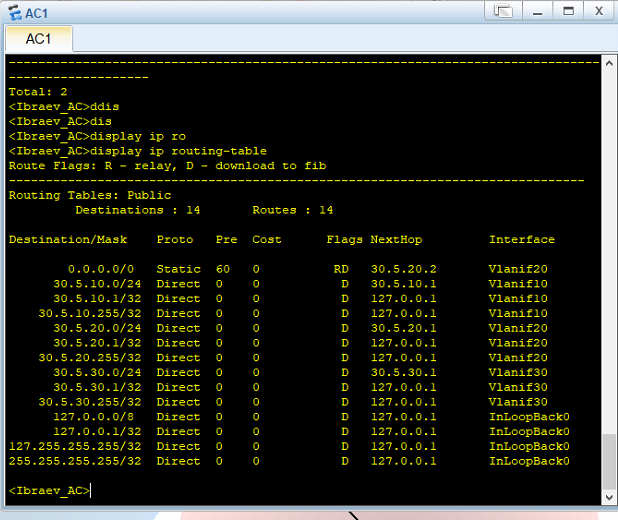 AC1
AC1
--------------------------------------------------------------------------------
-------------------
Total: 2
<Ibraev_AC>ddis
<Ibraev_AC>dis
<Ibraev_AC>display ip ro
<Ibraev_AC>display ip routing-table
Route Flags: R - relay, D - download to fib
------------------------------------------------------------------------------
Routing Tables: Public
         Destinations : 14       Routes : 14

Destination/Mask    Proto   Pre  Cost      Flags NextHop         Interface

        0.0.0.0/0   Static  60   0          RD   30.5.20.2       Vlanif20
      30.5.10.0/24  Direct  0    0           D   30.5.10.1       Vlanif10
      30.5.10.1/32  Direct  0    0           D   127.0.0.1       Vlanif10
    30.5.10.255/32  Direct  0    0           D   127.0.0.1       Vlanif10
      30.5.20.0/24  Direct  0    0           D   30.5.20.1       Vlanif20
      30.5.20.1/32  Direct  0    0           D   127.0.0.1       Vlanif20
    30.5.20.255/32  Direct  0    0           D   127.0.0.1       Vlanif20
      30.5.30.0/24  Direct  0    0           D   30.5.30.1       Vlanif30
      30.5.30.1/32  Direct  0    0           D   127.0.0.1       Vlanif30
    30.5.30.255/32  Direct  0    0           D   127.0.0.1       Vlanif30
      127.0.0.0/8   Direct  0    0           D   127.0.0.1       InLoopBack0
      127.0.0.1/32  Direct  0    0           D   127.0.0.1       InLoopBack0
127.255.255.255/32  Direct  0    0           D   127.0.0.1       InLoopBack0
255.255.255.255/32  Direct  0    0           D   127.0.0.1       InLoopBack0

<Ibraev_AC>